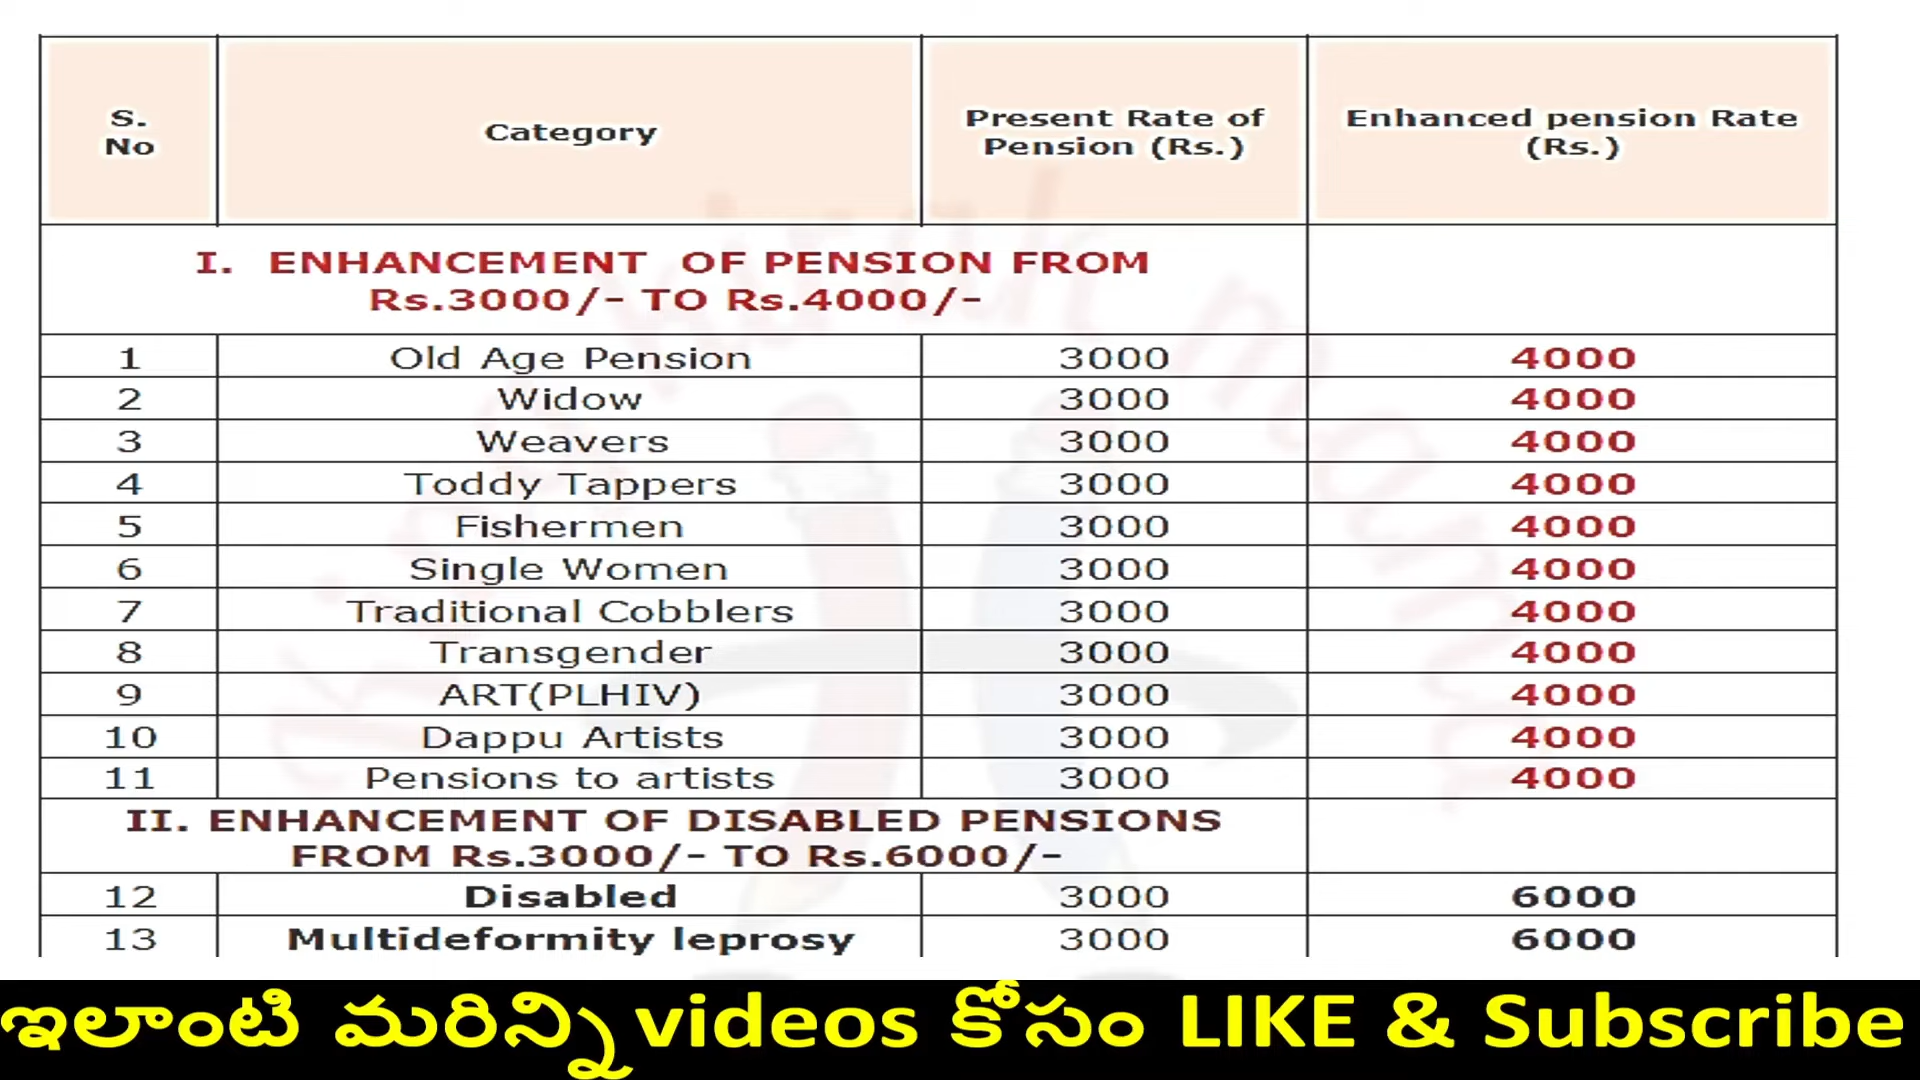 S. No Category Present Rate of Pension (Rs.) Enhanced pension Rate (Rs.)
I. ENHANCEMENT OF PENSION FROM
Rs.3000/- TO Rs.4000/-
1 Old Age Pension 3000 4000
2 Widow 3000 4000
3 Weavers 3000 4000
4 Toddy Tappers 3000 4000
5 Fishermen 3000 4000
6 Single Women 3000 4000
7 Traditional Cobblers 3000 4000
8 Transgender 3000 4000
9 ART(PLHIV) 3000 4000
10 Dappu Artists 3000 4000
11 Pensions to artists 3000 4000
II. ENHANCEMENT OF DISABLED PENSIONS
FROM Rs.3000/- TO Rs.6000/-
12 Disabled 3000 6000
13 Multideformity leprosy 3000 6000
ఇలాంటి మరిన్ని videos కోసం LIKE & Subscribe